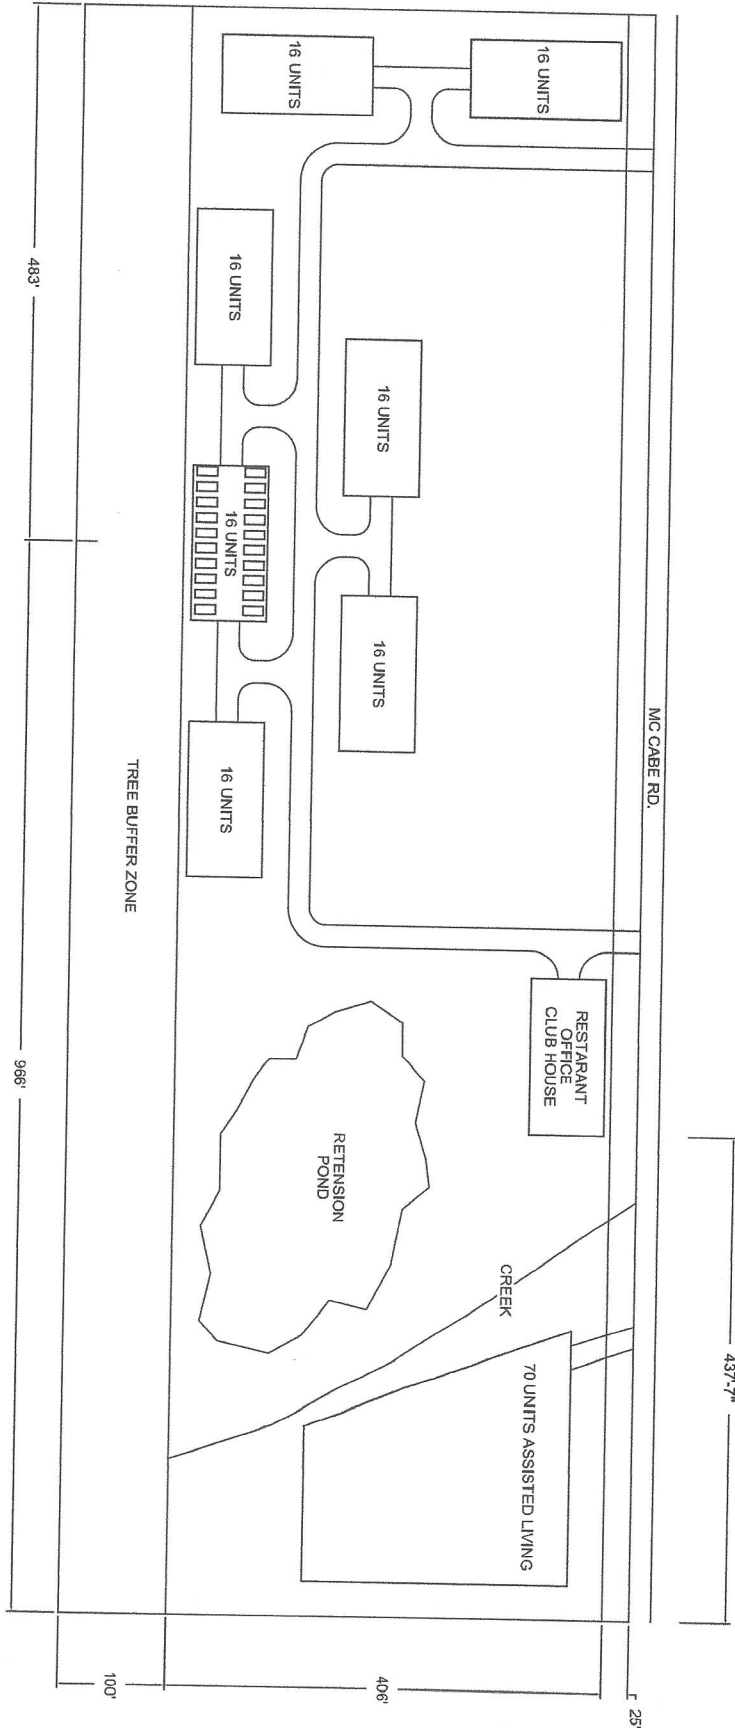 437'-7"
MC CABE RD.
25'
16 UNITS
RESTARANT
OFFICE
CLUB HOUSE
70 UNITS ASSISTED LIVING
CREEK
16 UNITS
16 UNITS
16 UNITS
406'
RETENSION
POND
16 UNITS
16 UNITS
16 UNITS
TREE BUFFER ZONE
100'
483'
966'